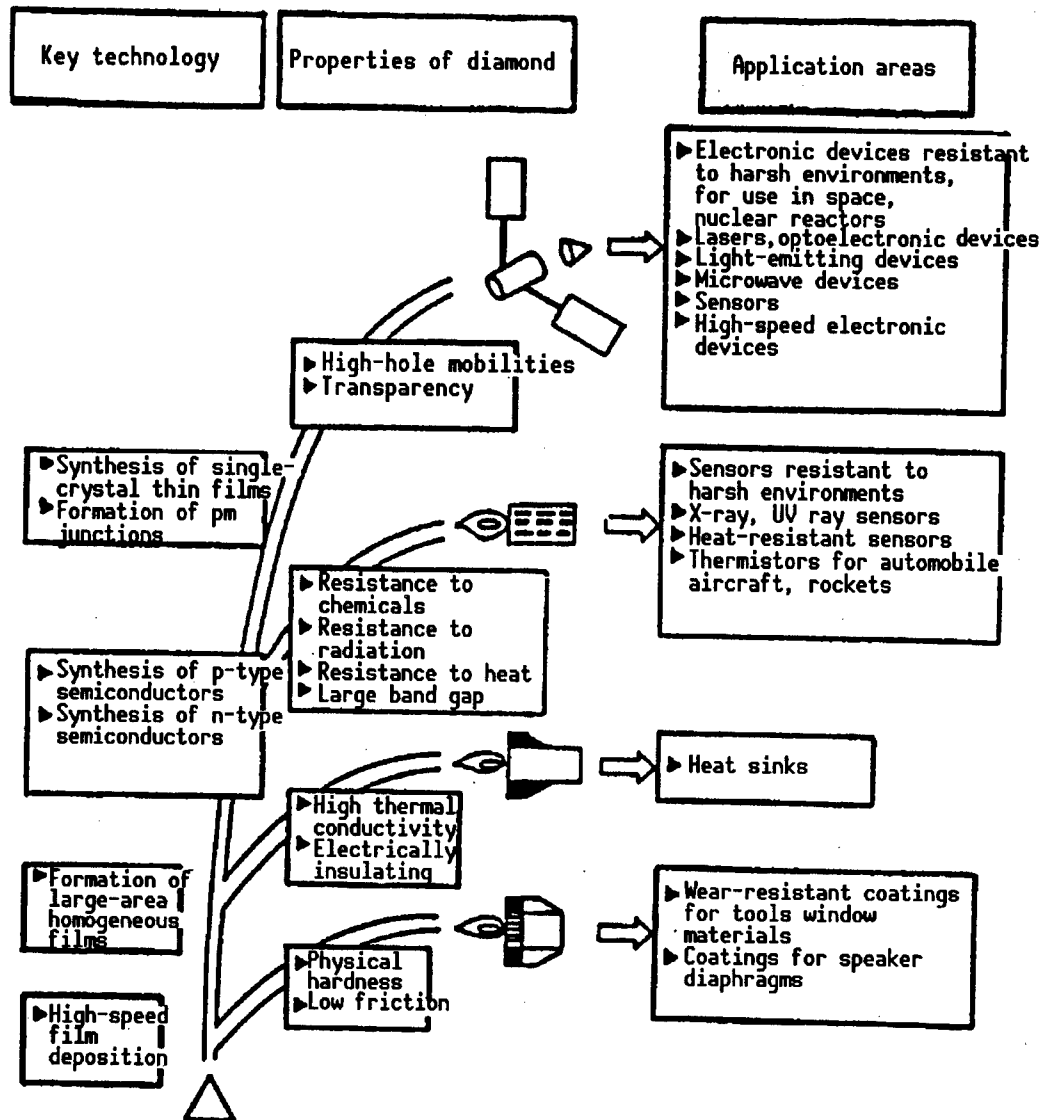 Key technology
Properties of diamond
Application areas
▶Electronic devices resistant
to harsh environments,
for use in space,
nuclear reactors
▶Lasers,optoelectronic devices
▶Light-emitting devices
▶Microwave devices
▶Sensors
▶High-speed electronic
devices
▶High-hole mobilities
▶Transparency
▶Synthesis of single-
crystal thin films
▶Formation of pm
junctions
▶Sensors resistant to
harsh environments
▶X-ray, UV ray sensors
▶Heat-resistant sensors
▶Thermistors for automobile
aircraft, rockets
▶Resistance to
chemicals
▶Resistance to
radiation
▶Resistance to heat
▶Large band gap
▶Synthesis of p-type
semiconductors
▶Synthesis of n-type
semiconductors
▶Heat sinks
▶High thermal
conductivity
▶Electrically
insulating
▶Formation of
large-area
homogeneous
films
▶Wear-resistant coatings
for tools window
materials
▶Coatings for speaker
diaphragms
▶Physical
hardness
▶Low friction
▶High-speed
film
deposition